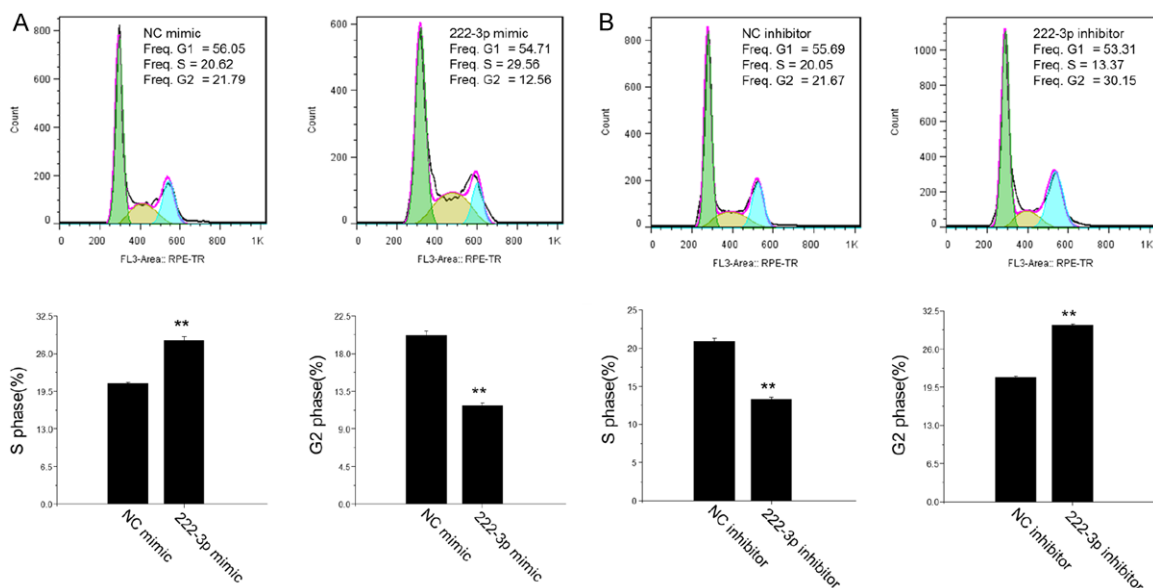 A
NC mimic
Freq. G1 = 56.05
Freq. S = 20.62
Freq. G2 = 21.79
800
600
400
200
0
Count
0 200 400 600 800 1K
FL3-Area:: RPE-TR
222-3p mimic
Freq. G1 = 54.71
Freq. S = 29.56
Freq. G2 = 12.56
600
400
200
0
Count
0 200 400 600 800 1K
FL3-Area:: RPE-TR
B
NC inhibitor
Freq. G1 = 55.69
Freq. S = 20.05
Freq. G2 = 21.67
800
600
400
200
0
Count
0 200 400 600 800 1K
FL3-Area:: RPE-TR
222-3p inhibitor
Freq. G1 = 53.31
Freq. S = 13.37
Freq. G2 = 30.15
1000
800
600
400
200
0
Count
0 200 400 600 800 1K
FL3-Area:: RPE-TR
S phase(%)
32.5
26.0
19.5
13.0
6.5
0.0
**
NC mimic
222-3p mimic
G2 phase(%)
22.5
18.0
13.5
9.0
4.5
0.0
**
NC mimic
222-3p mimic
S phase(%)
25
20
15
10
5
0
**
NC inhibitor
222-3p inhibitor
G2 phase(%)
32.5
26.0
19.5
13.0
6.5
0.0
**
NC inhibitor
222-3p inhibitor